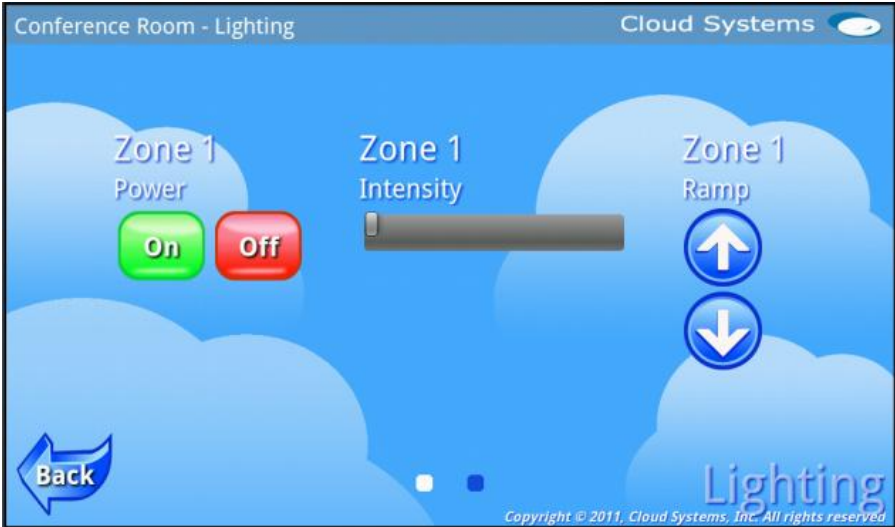 Conference Room - Lighting
Cloud Systems
Zone 1
Power
On
Off
Zone 1
Intensity
Zone 1
Ramp
Back
Lighting
Copyright © 2011, Cloud Systems, Inc. All rights reserved